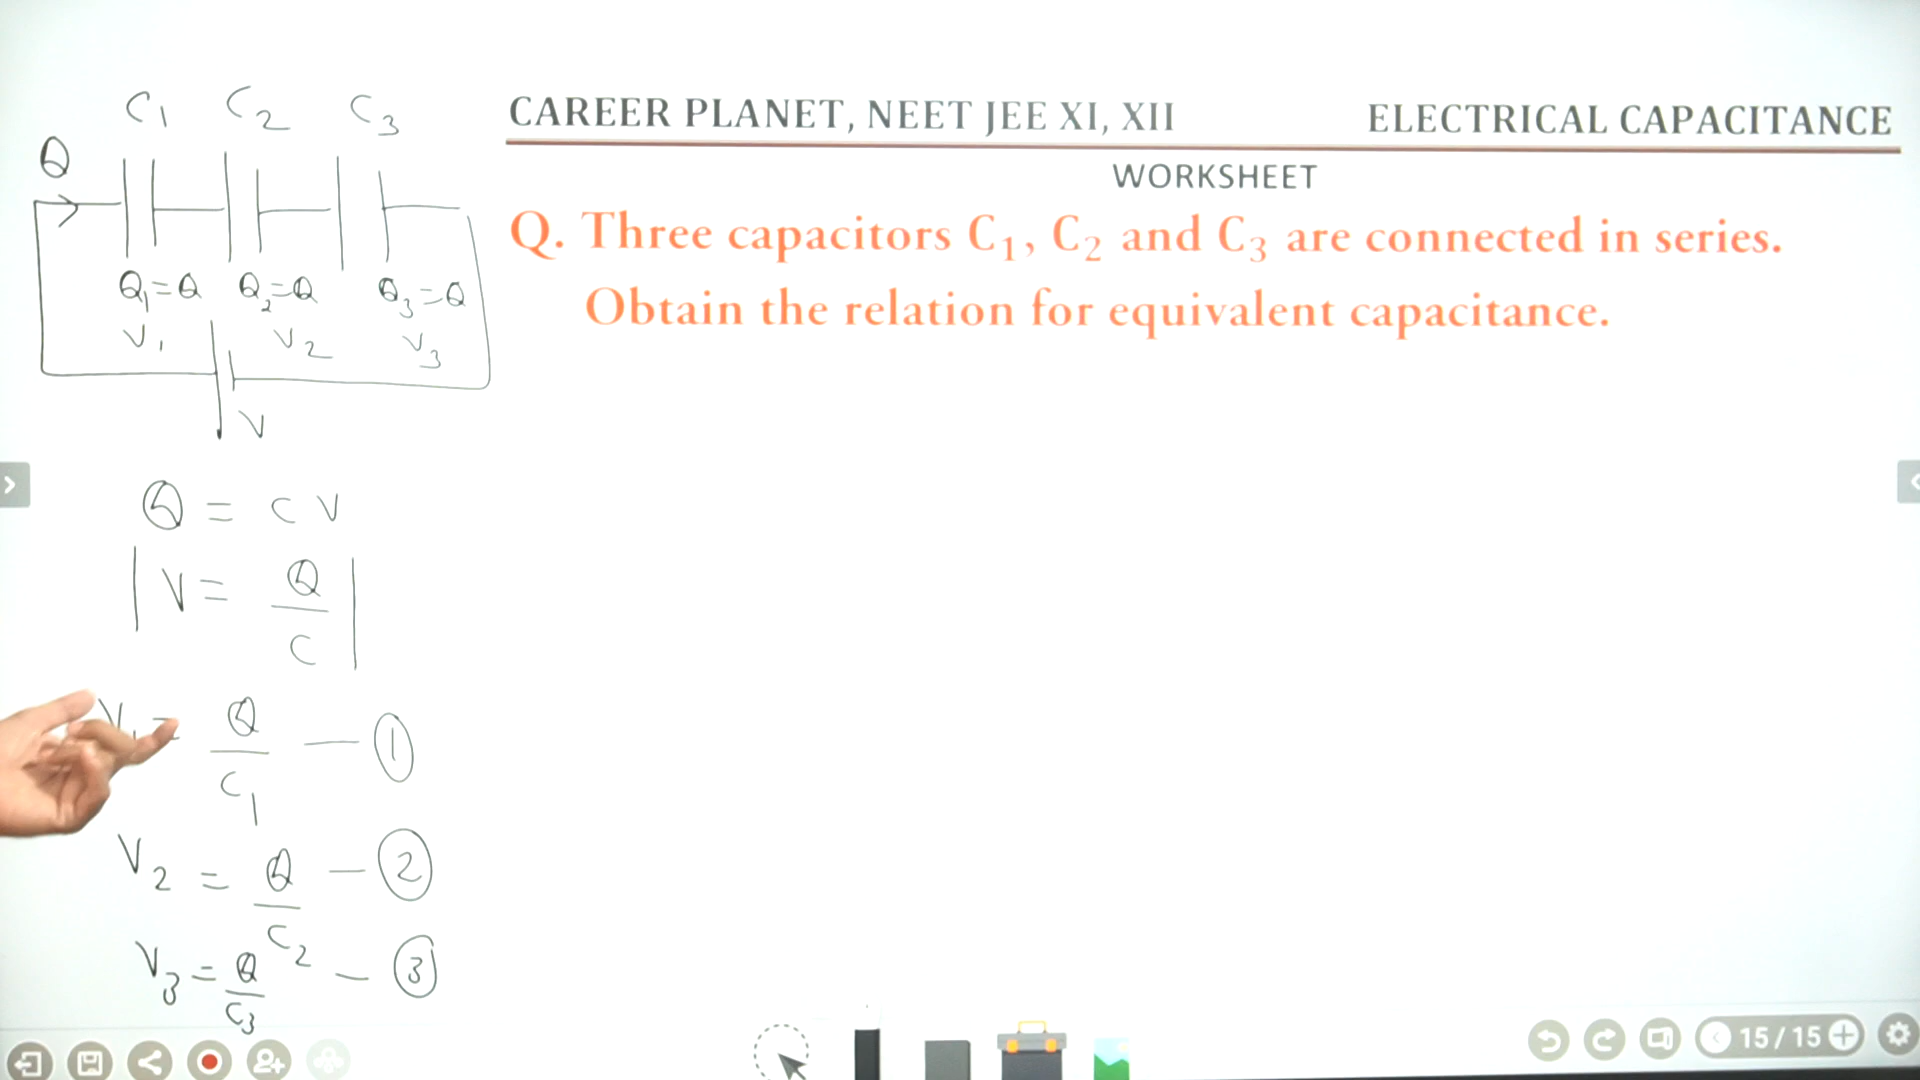 C₁ C₂ C₃
Q
Q₁=Q Q₂=Q Q₃=Q
V₁ V₂ V₃
V
Q = CV
V = Q/C
V₁ = Q/C₁ — ①
V₂ = Q/C₂ — ②
V₃ = Q/C₃ — ③
CAREER PLANET, NEET JEE XI, XII ELECTRICAL CAPACITANCE
WORKSHEET
Q. Three capacitors C₁, C₂ and C₃ are connected in series.
Obtain the relation for equivalent capacitance.
15/15